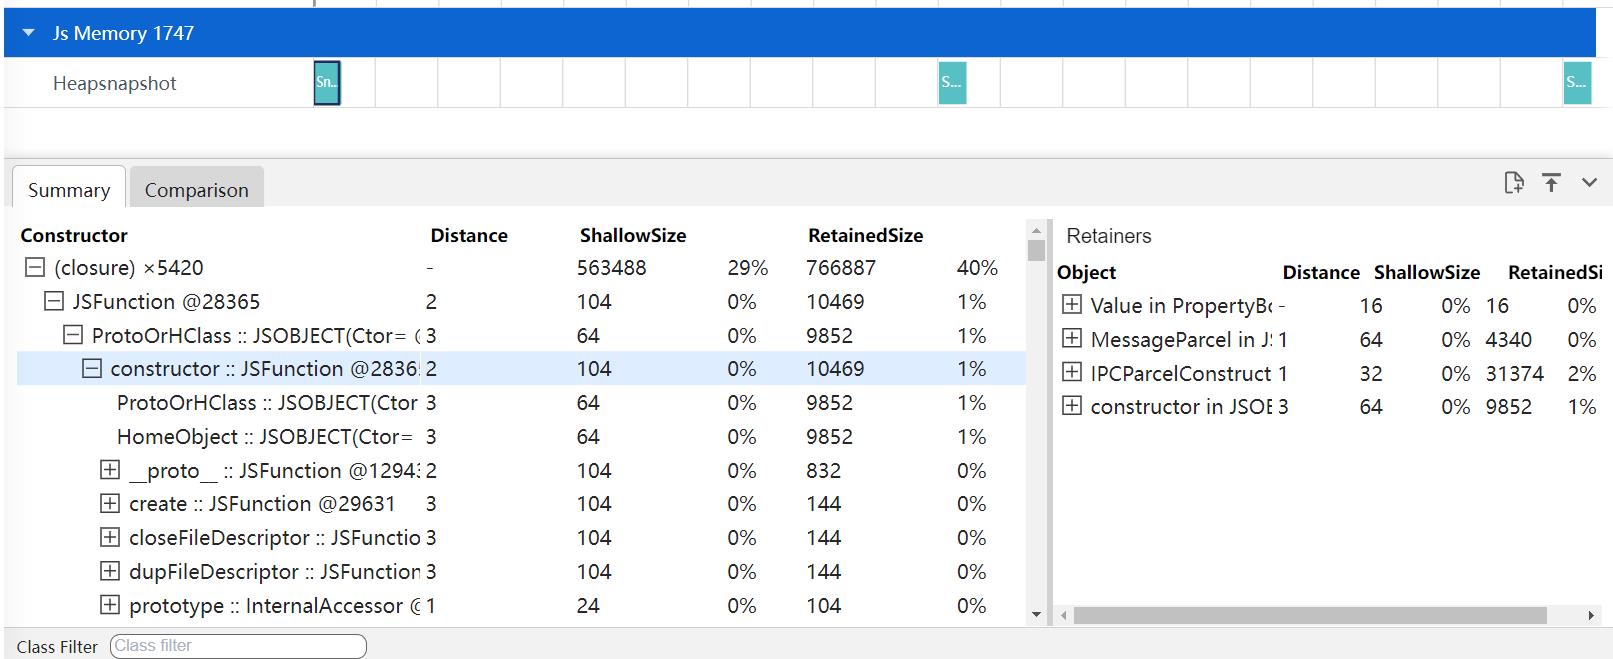 Js Memory 1747
Heapsnapshot Sn... S... S...
Summary Comparison
Constructor Distance ShallowSize RetainedSize
(closure) ×5420 - 563488 29% 766887 40%
JSFunction @28365 2 104 0% 10469 1%
ProtoOrHClass :: JSOBJECT(Ctor= 3 64 0% 9852 1%
constructor :: JSFunction @2836 2 104 0% 10469 1%
ProtoOrHClass :: JSOBJECT(Ctor 3 64 0% 9852 1%
HomeObject :: JSOBJECT(Ctor= 3 64 0% 9852 1%
__proto__ :: JSFunction @1294 2 104 0% 832 0%
create :: JSFunction @29631 3 104 0% 144 0%
closeFileDescriptor :: JSFunctio 3 104 0% 144 0%
dupFileDescriptor :: JSFunction 3 104 0% 144 0%
prototype :: InternalAccessor @ 1 24 0% 104 0%
Retainers
Object Distance ShallowSize RetainedSi
Value in PropertyBo - 16 0% 16 0%
MessageParcel in JS 1 64 0% 4340 0%
IPCParcelConstruct 1 32 0% 31374 2%
constructor in JSOB 3 64 0% 9852 1%
Class Filter Class filter